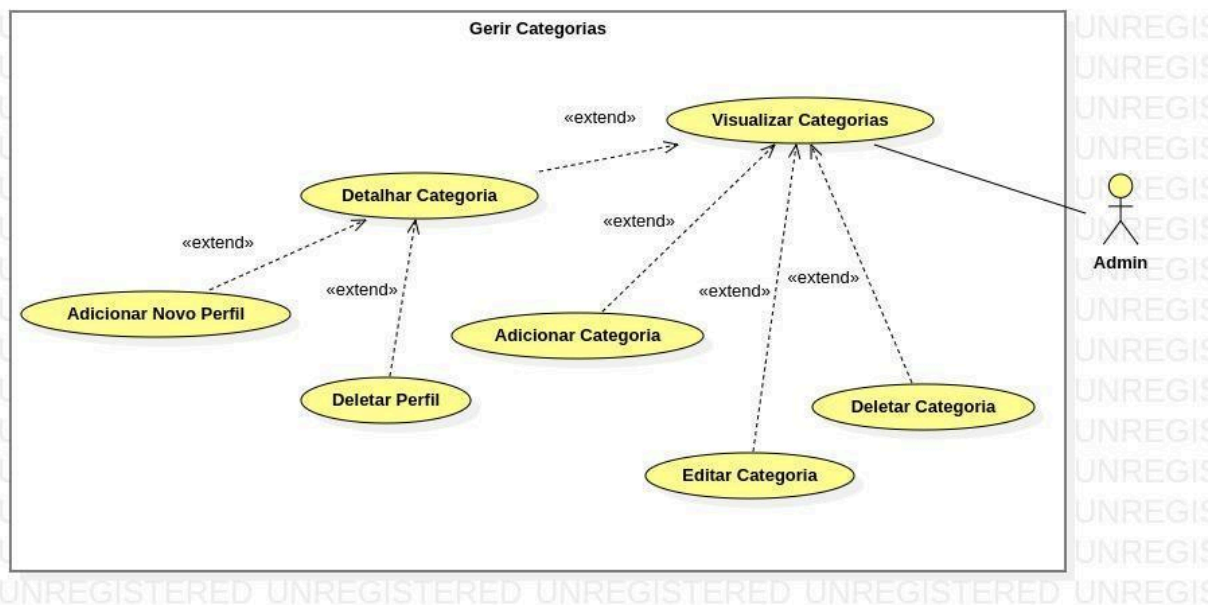 Gerir Categorias
«extend»
Visualizar Categorias
Detalhar Categoria
«extend»
«extend»
Admin
«extend»
«extend»
«extend»
Adicionar Novo Perfil
Adicionar Categoria
Deletar Perfil
Deletar Categoria
Editar Categoria
UNREGISTERED UNREGISTERED UNREGISTERED UNREGISTERED